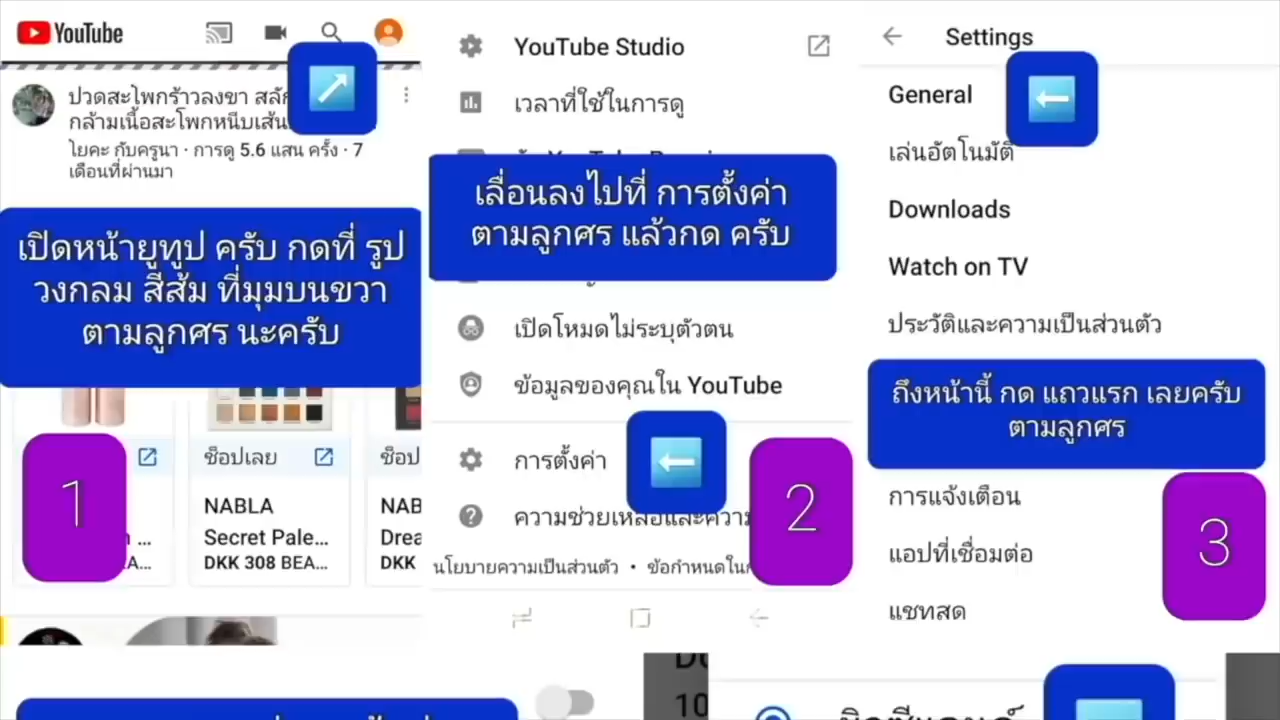 YouTube
ปวดสะโพกร้าวลงขา
กล้ามเนื้อสะโพกหนีบเส้น
โยคะ กับครูนา · การดู 5.6 แสน ครั้ง · 7
เดือนที่ผ่านมา
เปิดหน้ายูทูป ครับ กดที่ รูป
วงกลม สีส้ม ที่มุมบนขวา
ตามลูกศร นะครับ
ช็อปเลย
ช็อป
NABLA
Secret Pale...
DKK 308 BEA...
NAB
Drea
DKK
1
YouTube Studio
เวลาที่ใช้ในการดู
เลื่อนลงไปที่ การตั้งค่า
ตามลูกศร แล้วกด ครับ
เปิดโหมดไม่ระบุตัวตน
ข้อมูลของคุณใน YouTube
การตั้งค่า
ความช่วยเหลือและความ
นโยบายความเป็นส่วนตัว • ข้อกำหนดใน
2
Settings
General
เล่นอัตโนมัติ
Downloads
Watch on TV
ประวัติและความเป็นส่วนตัว
ถึงหน้านี้ กด แถวแรก เลยครับ
ตามลูกศร
การแจ้งเตือน
แอปที่เชื่อมต่อ
แชทสด
3
10